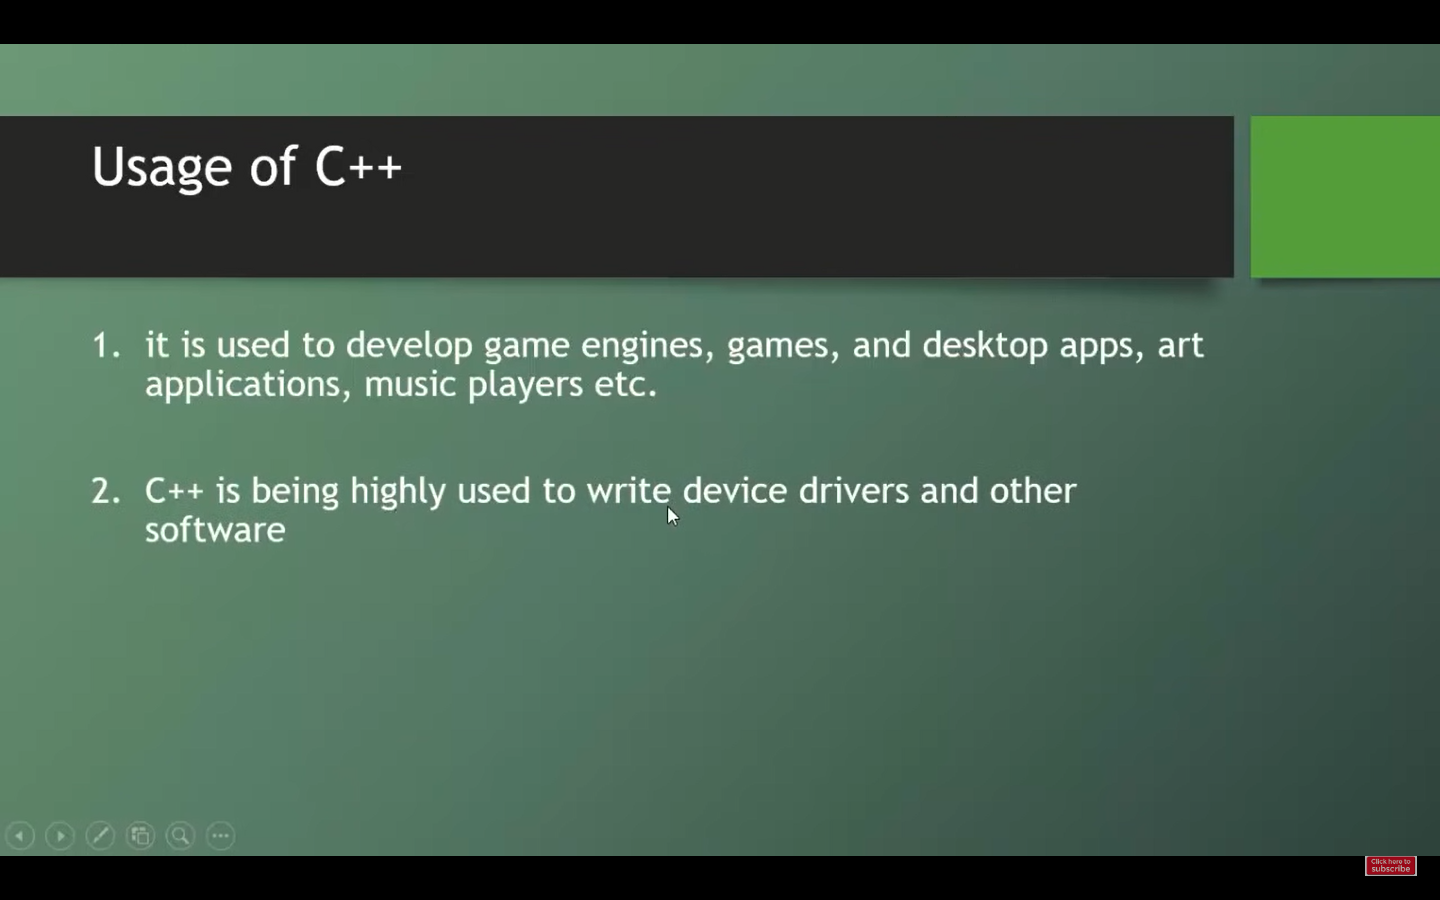 Usage of C++
1. it is used to develop game engines, games, and desktop apps, art
applications, music players etc.
2. C++ is being highly used to write device drivers and other
software
Click here to
subscribe